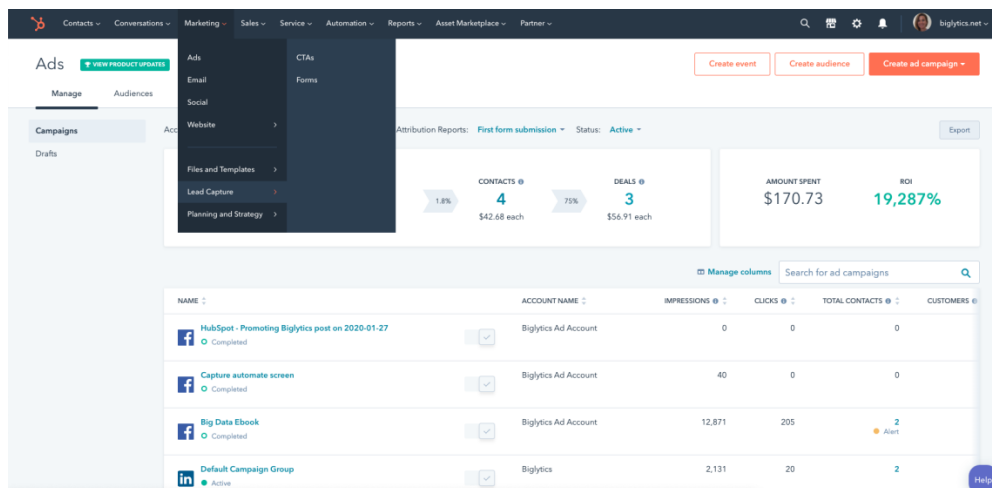 Contacts Conversations Marketing Sales Service Automation Reports Asset Marketplace Partner biglytics.net
Ads VIEW PRODUCT UPDATES
Create event Create audience Create ad campaign
Manage Audiences
Ads CTAs
Email Forms
Social
Website
Files and Templates
Lead Capture
Planning and Strategy
Campaigns
Drafts
Attribution Reports: First form submission Status: Active Export
1.8%
CONTACTS
4
$42.68 each
75%
DEALS
3
$56.91 each
AMOUNT SPENT
$170.73
ROI
19,287%
Manage columns Search for ad campaigns
NAME ACCOUNT NAME IMPRESSIONS CLICKS TOTAL CONTACTS CUSTOMERS
HubSpot - Promoting Biglytics post on 2020-01-27 Biglytics Ad Account 0 0 0
Completed
Capture automate screen Biglytics Ad Account 40 0 0
Completed
Big Data Ebook Biglytics Ad Account 12,871 205 2
Completed Alert
Default Campaign Group Biglytics 2,131 20 2
Active
Help